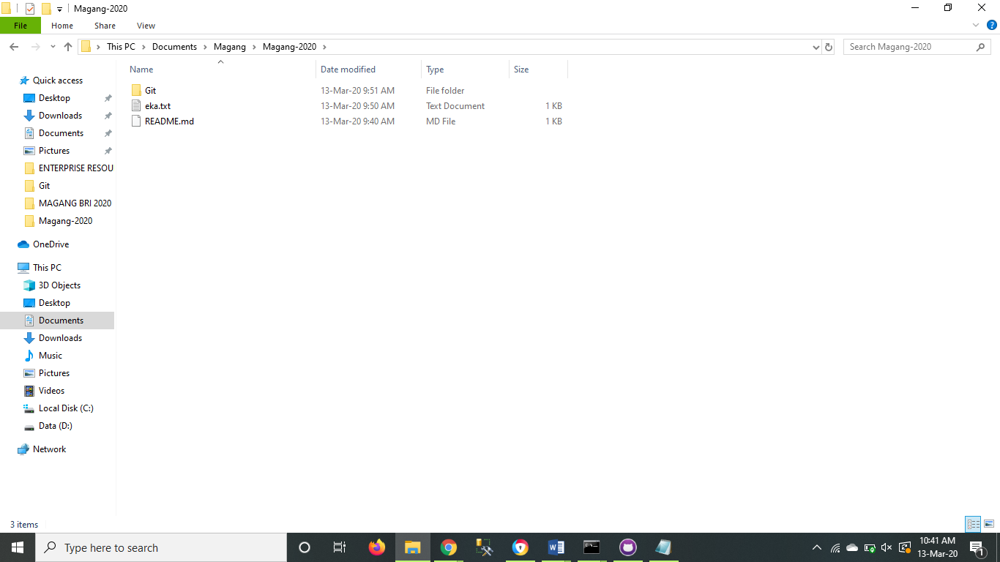 Magang-2020
File Home Share View
This PC Documents Magang Magang-2020
Search Magang-2020
Name Date modified Type Size
Git 13-Mar-20 9:51 AM File folder
eka.txt 13-Mar-20 9:50 AM Text Document 1 KB
README.md 13-Mar-20 9:40 AM MD File 1 KB
Quick access
Desktop
Downloads
Documents
Pictures
ENTERPRISE RESOU
Git
MAGANG BRI 2020
Magang-2020
OneDrive
This PC
3D Objects
Desktop
Documents
Downloads
Music
Pictures
Videos
Local Disk (C:)
Data (D:)
Network
3 items
Type here to search
10:41 AM
13-Mar-20
1